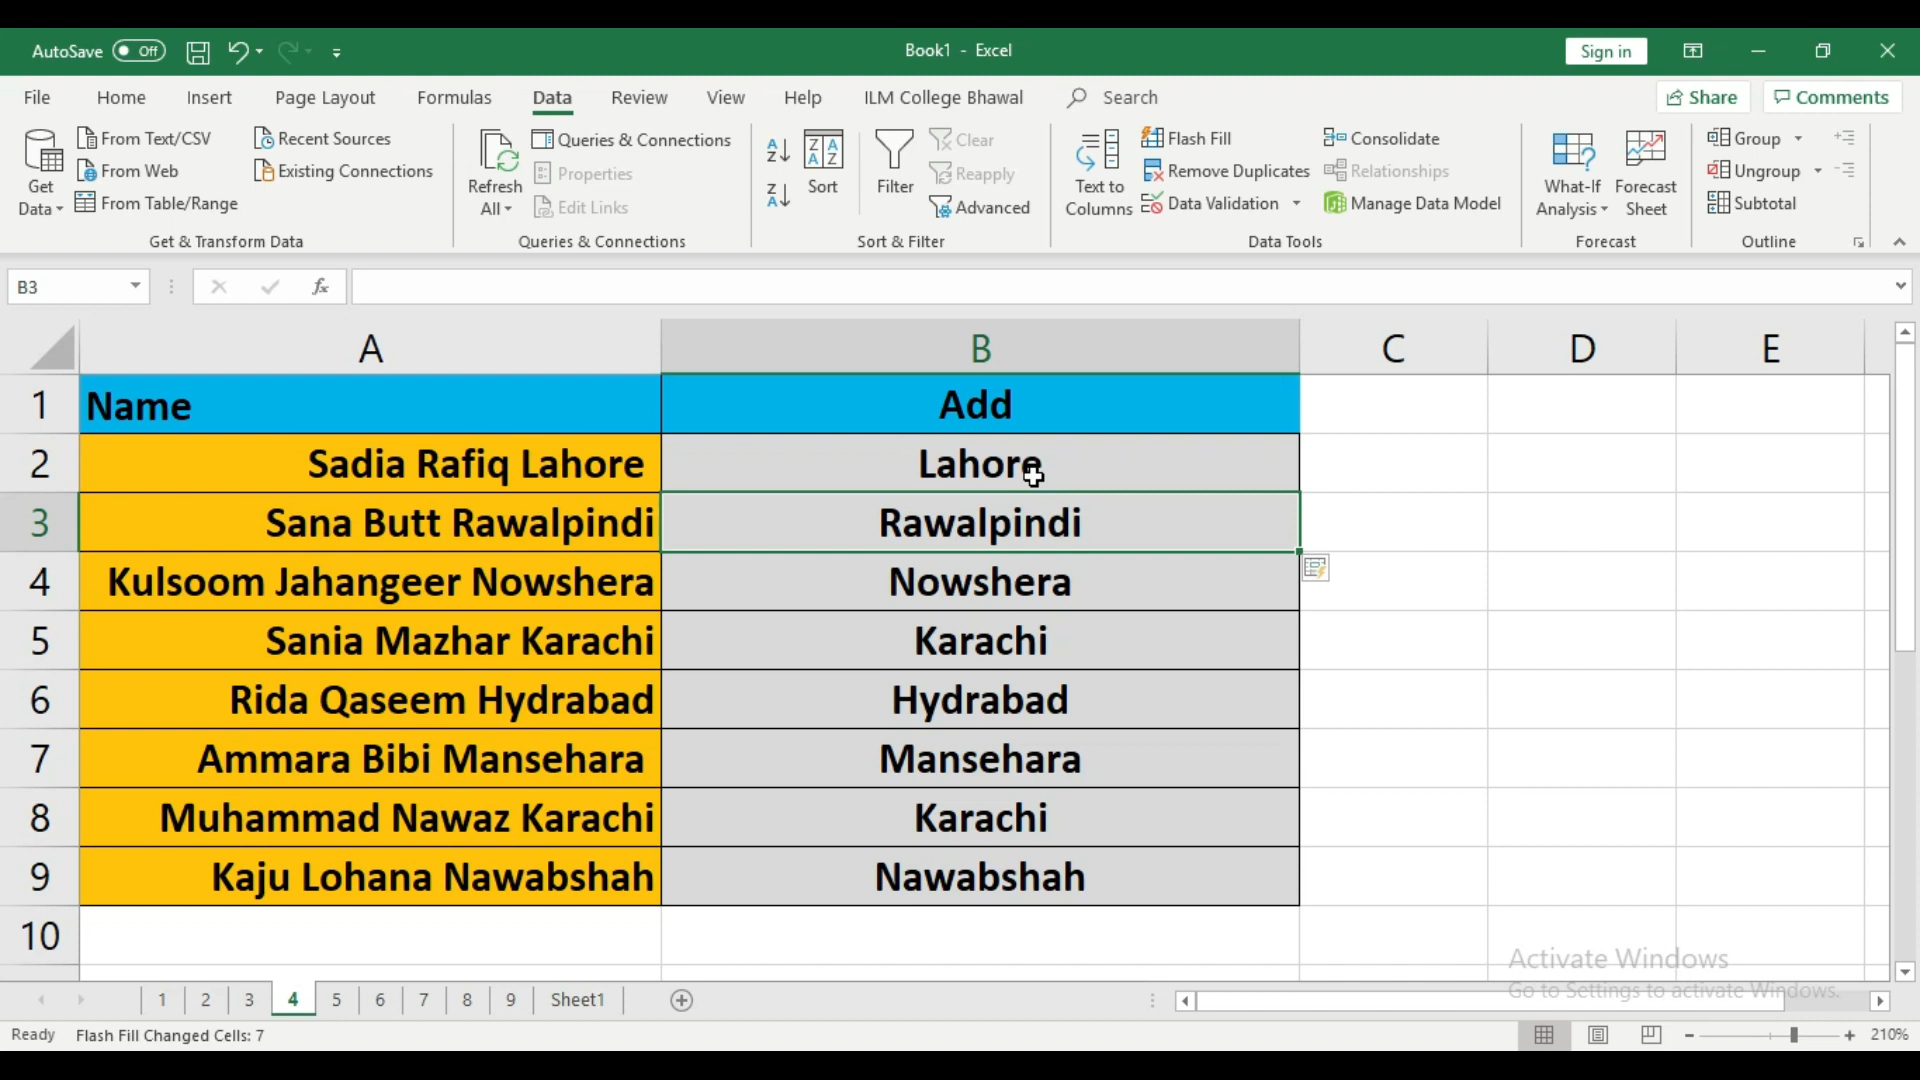 AutoSave Off Book1 - Excel Sign in
File Home Insert Page Layout Formulas Data Review View Help ILM College Bhawal Search Share Comments
Get Data
From Text/CSV
From Web
From Table/Range
Recent Sources
Existing Connections
Get & Transform Data
Refresh All
Queries & Connections
Properties
Edit Links
Queries & Connections
Sort
Filter
Clear
Reapply
Advanced
Sort & Filter
Text to Columns
Flash Fill
Remove Duplicates
Data Validation
Consolidate
Relationships
Manage Data Model
Data Tools
What-If Analysis
Forecast Sheet
Forecast
Group
Ungroup
Subtotal
Outline
B3 fx
A B C D E
1 Name Add
2 Sadia Rafiq Lahore Lahore
3 Sana Butt Rawalpindi Rawalpindi
4 Kulsoom Jahangeer Nowshera Nowshera
5 Sania Mazhar Karachi Karachi
6 Rida Qaseem Hydrabad Hydrabad
7 Ammara Bibi Mansehara Mansehara
8 Muhammad Nawaz Karachi Karachi
9 Kaju Lohana Nawabshah Nawabshah
10
Activate Windows
Go to Settings to activate Windows.
1 2 3 4 5 6 7 8 9 Sheet1
Ready Flash Fill Changed Cells: 7 210%